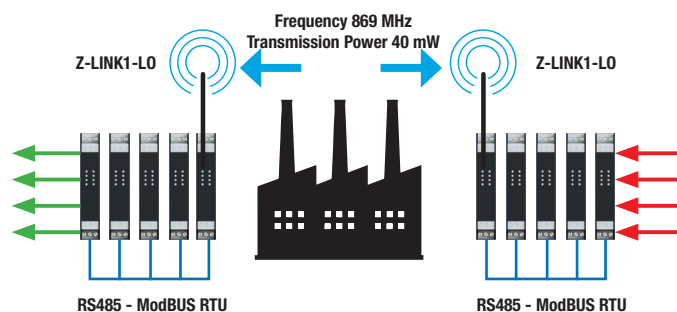 Frequency 869 MHz
Transmission Power 40 mW
Z-LINK1-LO
Z-LINK1-LO
RS485 - ModBUS RTU
RS485 - ModBUS RTU